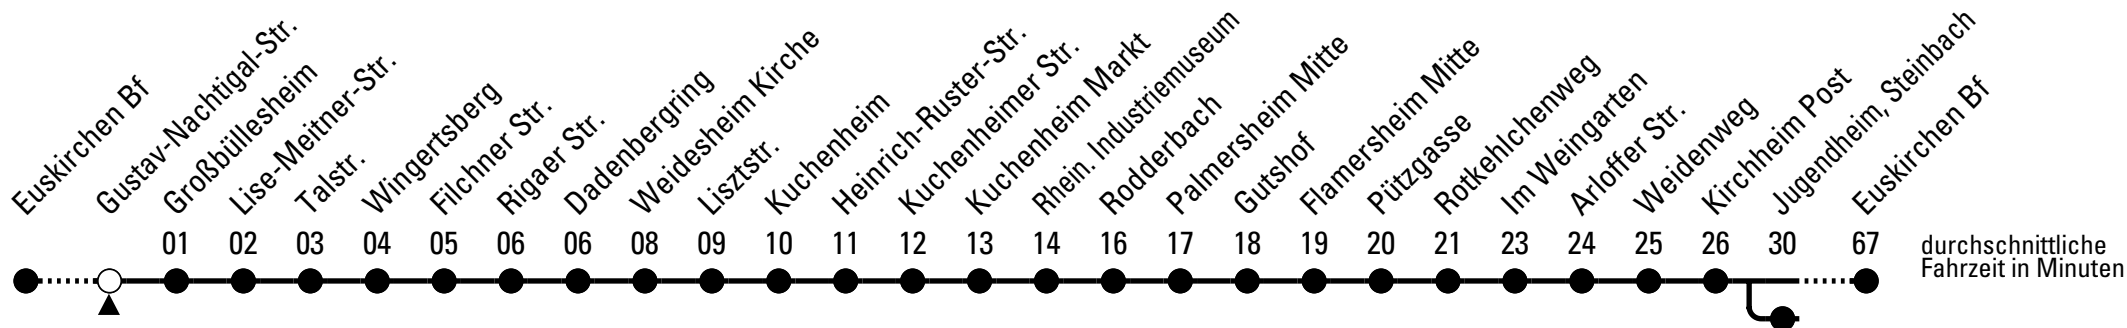 Euskirchen Bf
Gustav-Nachtigal-Str.
Großbüllesheim
Lise-Meitner-Str.
Talstr.
Wingertsberg
Filchner Str.
Rigaer Str.
Dadenbergring
Weidesheim Kirche
Lisztstr.
Kuchenheim
Heinrich-Ruster-Str.
Kuchenheimer Str.
Kuchenheim Markt
Rhein. Industriemuseum
Rodderbach
Palmersheim Mitte
Gutshof
Flamersheim Mitte
Pützgasse
Rotkehlchenweg
Im Weingarten
Arloffer Str.
Weidenweg
Kirchheim Post
Jugendheim, Steinbach
Euskirchen Bf
01 02 03 04 05 06 06 08 09 10 11 12 13 14 16 17 18 19 20 21 23 24 25 26 30 67
durchschnittliche
Fahrzeit in Minuten